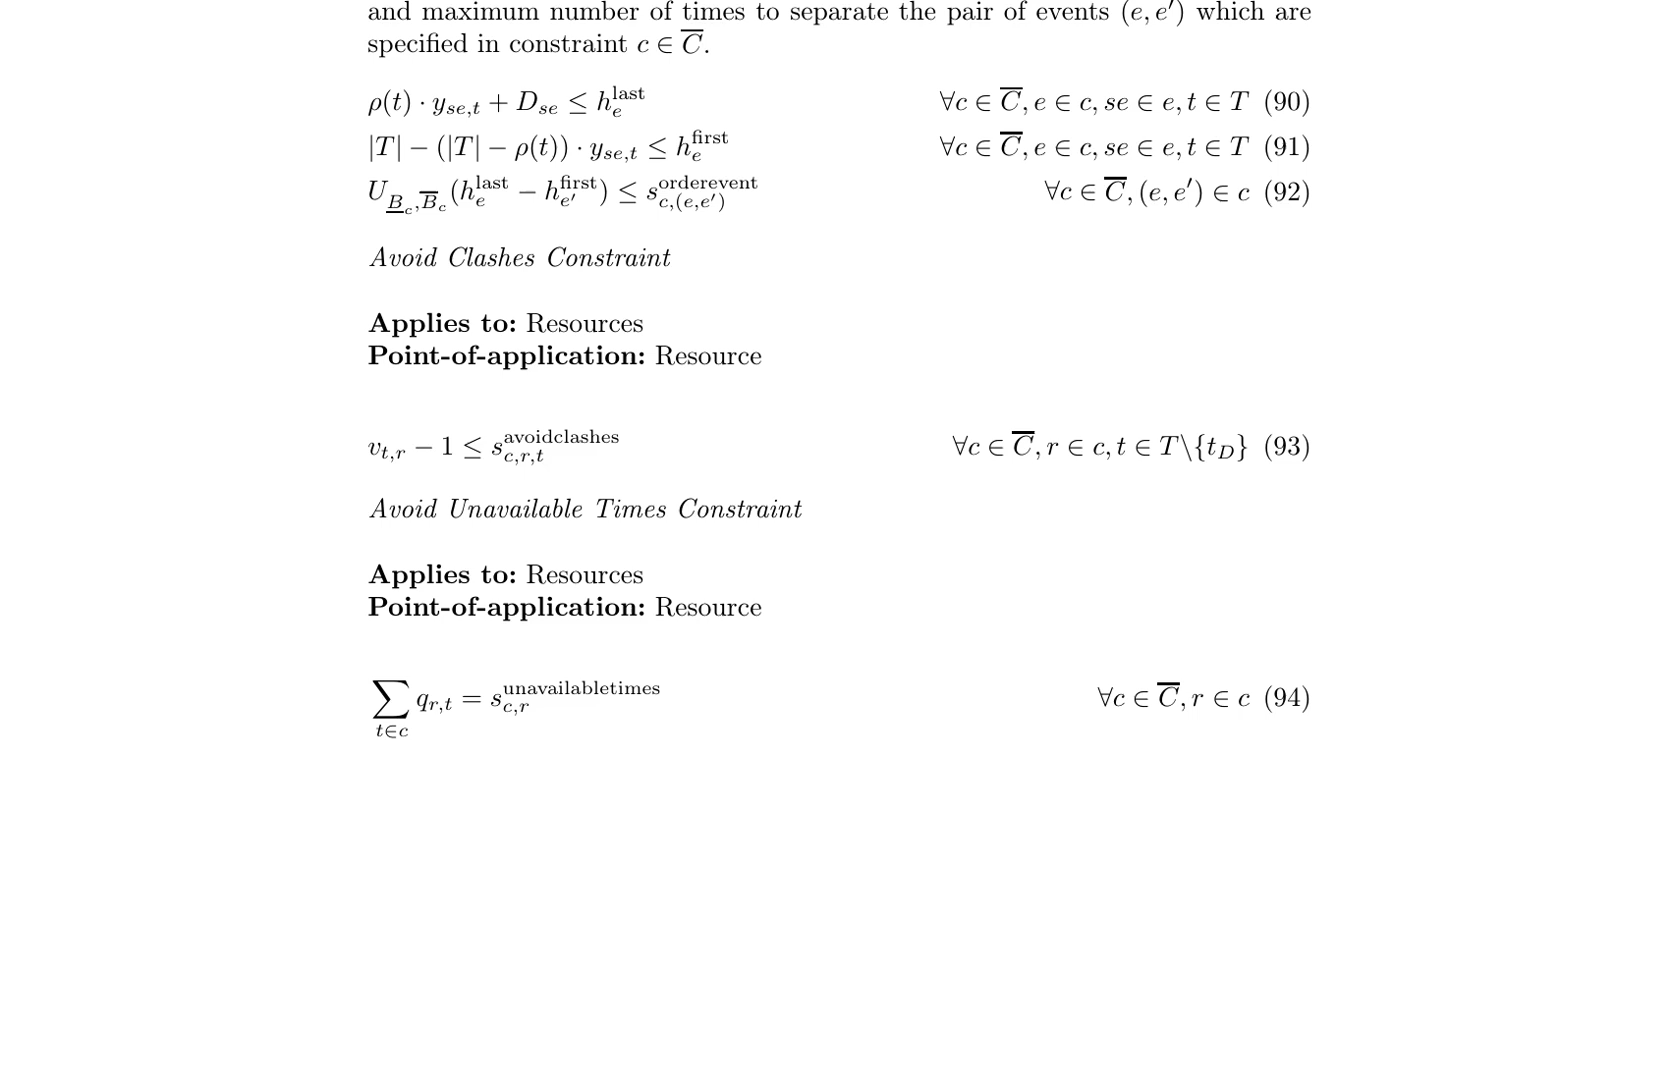 and maximum number of times to separate the pair of events (e, e′) which are
specified in constraint c ∈ C̅.
ρ(t) · y_{se,t} + D_{se} ≤ h_e^{last} ∀c ∈ C̅, e ∈ c, se ∈ e, t ∈ T (90)
|T| − (|T| − ρ(t)) · y_{se,t} ≤ h_e^{first} ∀c ∈ C̅, e ∈ c, se ∈ e, t ∈ T (91)
U_{B̲_c,B̅_c}(h_e^{last} − h_{e′}^{first}) ≤ s_{c,(e,e′)}^{orderevent} ∀c ∈ C̅, (e, e′) ∈ c (92)
Avoid Clashes Constraint
Applies to: Resources
Point-of-application: Resource
v_{t,r} − 1 ≤ s_{c,r,t}^{avoidclashes} ∀c ∈ C̅, r ∈ c, t ∈ T\{t_D} (93)
Avoid Unavailable Times Constraint
Applies to: Resources
Point-of-application: Resource
∑_{t∈c} q_{r,t} = s_{c,r}^{unavailabletimes} ∀c ∈ C̅, r ∈ c (94)